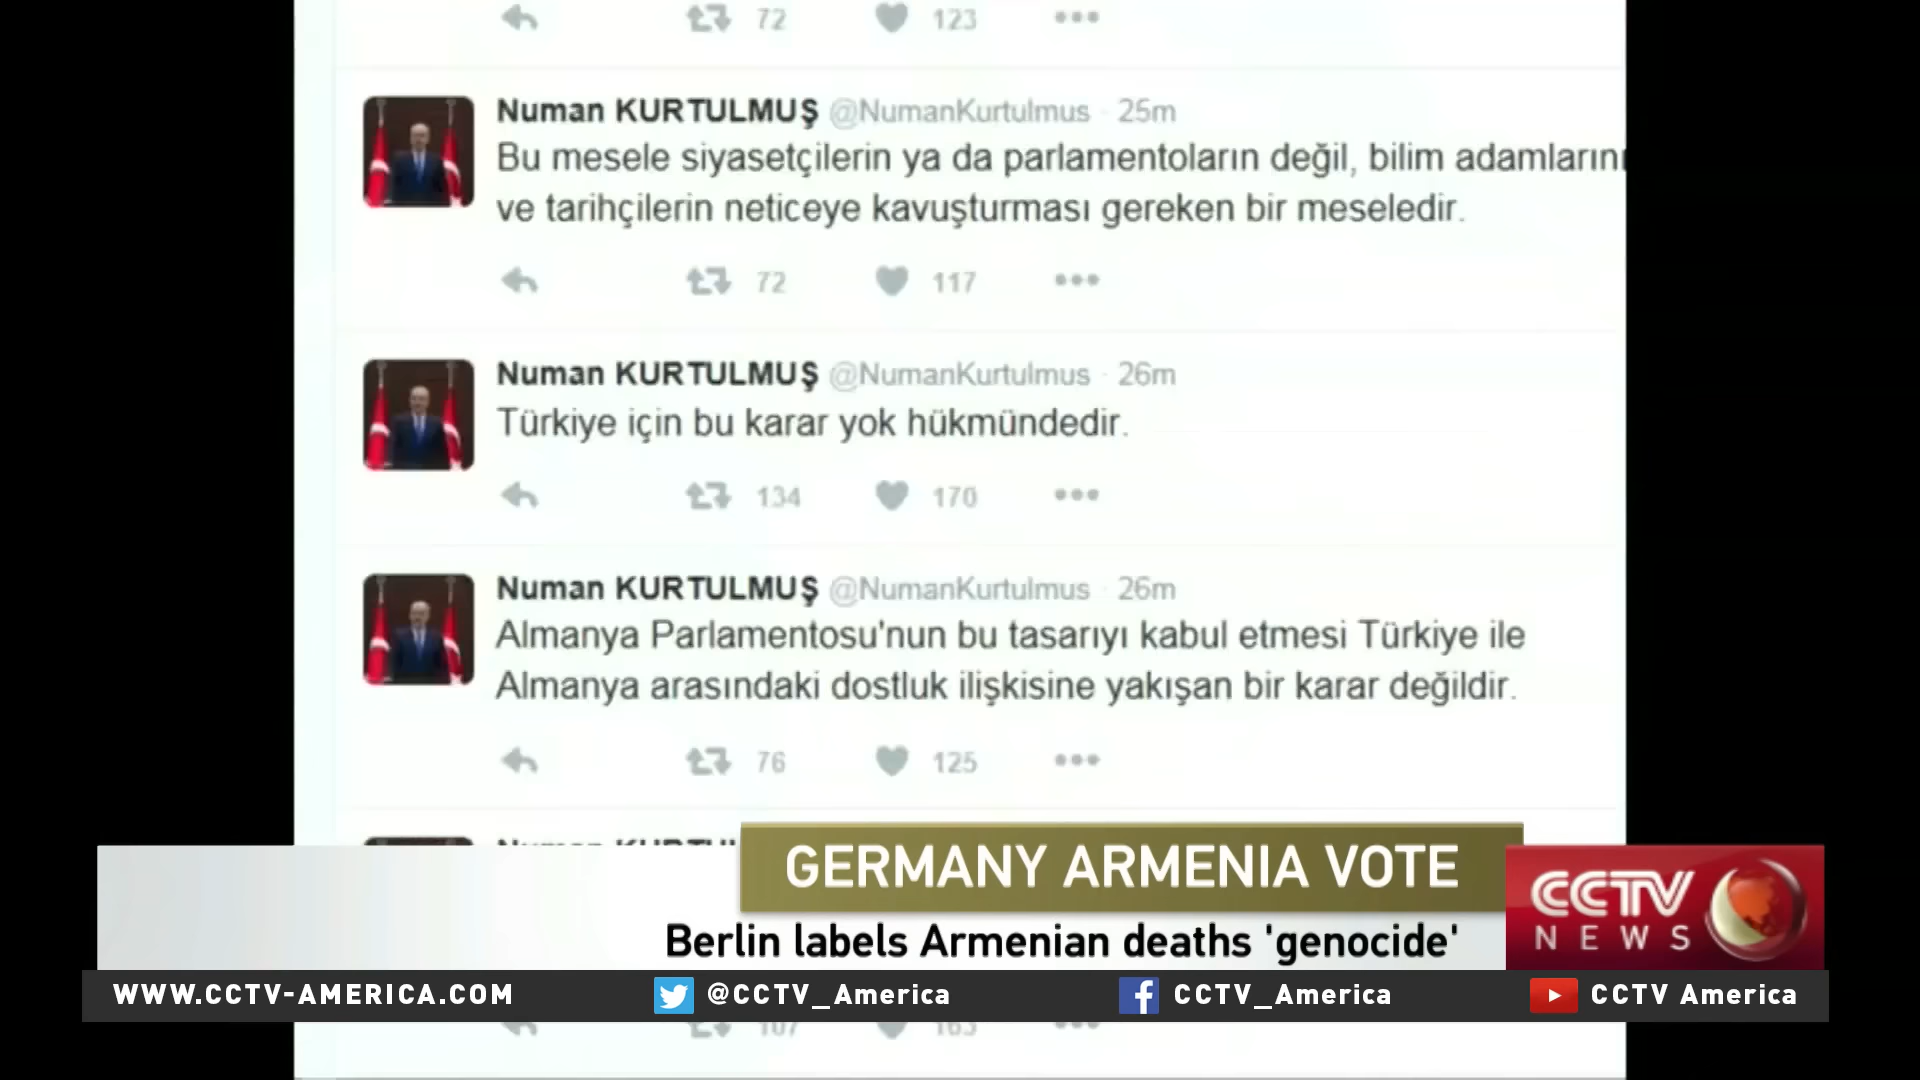 72 123
Numan KURTULMUŞ @NumanKurtulmus · 25m
Bu mesele siyasetçilerin ya da parlamentoların değil, bilim
ve tarihçilerin neticeye kavuşturması gereken bir meseledir.
72 117
Numan KURTULMUŞ @NumanKurtulmus · 26m
Türkiye için bu karar yok hükmündedir.
134 170
Numan KURTULMUŞ @NumanKurtulmus · 26m
Almanya Parlamentosu'nun bu tasarıyı kabul etmesi Türkiye ile
Almanya arasındaki dostluk ilişkisine yakışan bir karar değildir.
76 125
GERMANY ARMENIA VOTE
Berlin labels Armenian deaths 'genocide'
CCTV
NEWS
WWW.CCTV-AMERICA.COM @CCTV_America CCTV_America CCTV America